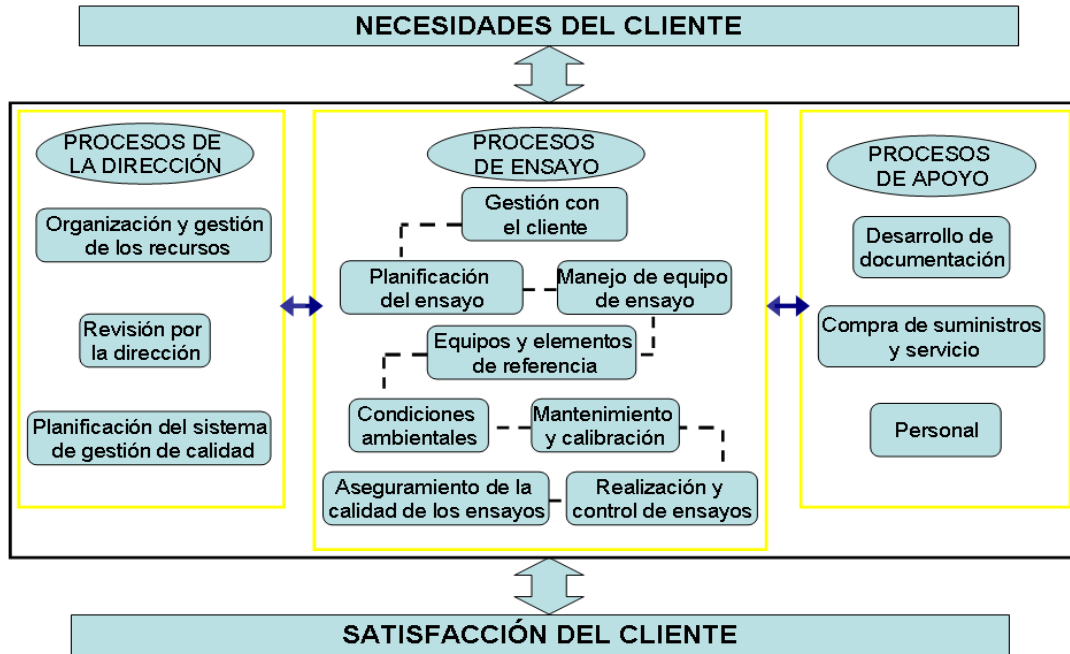 NECESIDADES DEL CLIENTE
PROCESOS DE
LA DIRECCIÓN
Organización y gestión
de los recursos
Revisión por
la dirección
Planificación del sistema
de gestión de calidad
PROCESOS
DE ENSAYO
Gestión con
el cliente
Planificación
del ensayo
Manejo de equipo
de ensayo
Equipos y elementos
de referencia
Condiciones
ambientales
Mantenimiento
y calibración
Aseguramiento de la
calidad de los ensayos
Realización y
control de ensayos
PROCESOS
DE APOYO
Desarrollo de
documentación
Compra de suministros
y servicio
Personal
SATISFACCIÓN DEL CLIENTE